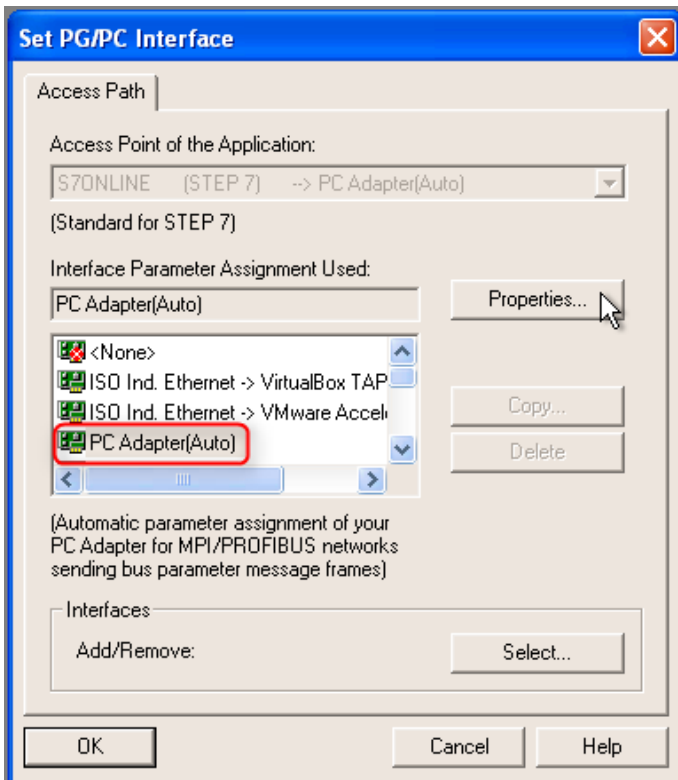 Set PG/PC Interface
Access Path
Access Point of the Application:
S7ONLINE (STEP 7) --> PC Adapter(Auto)
(Standard for STEP 7)
Interface Parameter Assignment Used:
PC Adapter(Auto)
Properties...
<None>
ISO Ind. Ethernet -> VirtualBox TAP
ISO Ind. Ethernet -> VMware Accel
PC Adapter(Auto)
Copy...
Delete
(Automatic parameter assignment of your
PC Adapter for MPI/PROFIBUS networks
sending bus parameter message frames)
Interfaces
Add/Remove:
Select...
OK
Cancel
Help